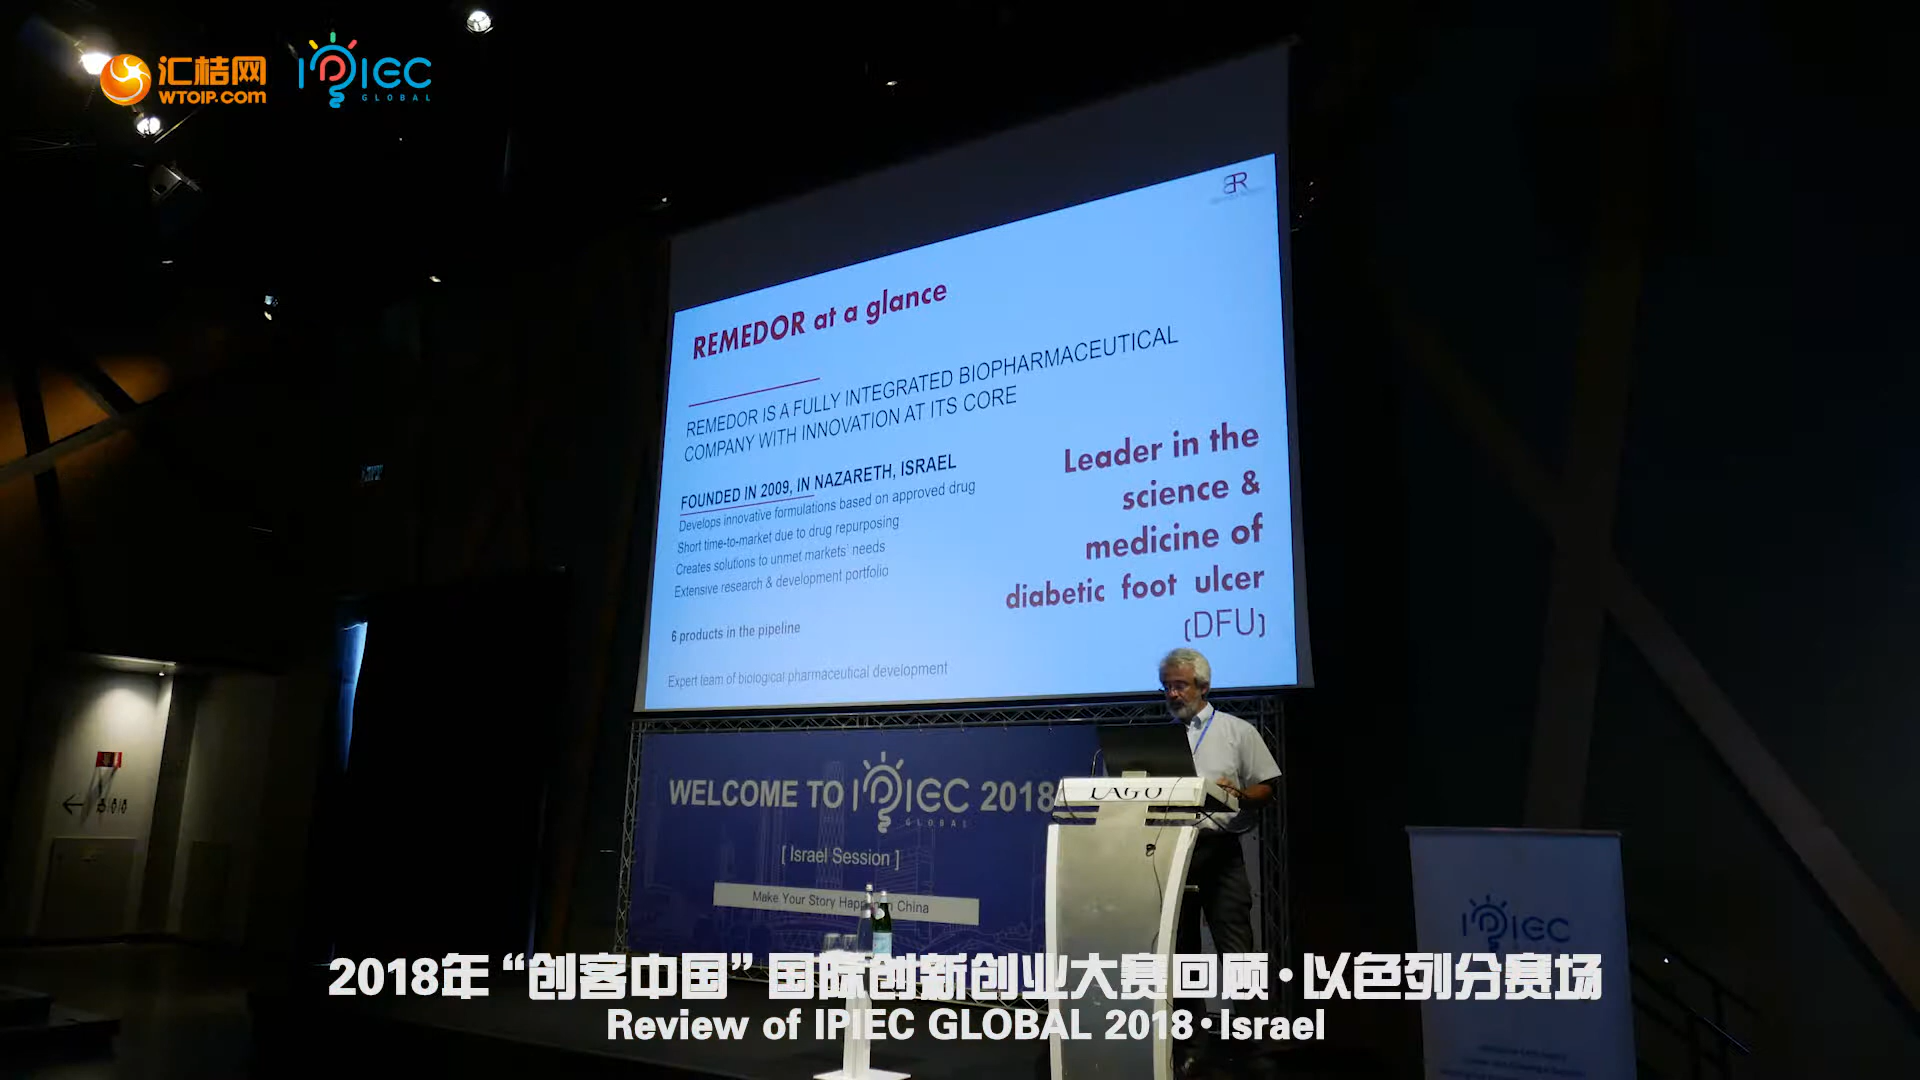 汇桔网
WTOIP.COM
IPIEC
GLOBAL
REMEDOR at a glance
REMEDOR IS A FULLY INTEGRATED BIOPHARMACEUTICAL
COMPANY WITH INNOVATION AT ITS CORE
FOUNDED IN 2009, IN NAZARETH, ISRAEL
Develops innovative formulations based on approved drug
Short time-to-market due to drug repurposing
Creates solutions to unmet markets' needs
Extensive research & development portfolio
6 products in the pipeline
Expert team of biological pharmaceutical development
Leader in the
science &
medicine of
diabetic foot ulcer
(DFU)
WELCOME TO IPIEC 2018
GLOBAL
[ Israel Session ]
Make Your Story Happen in China
LAGO
IPIEC
2018年“创客中国”国际创新创业大赛回顾·以色列分赛场
Review of IPIEC GLOBAL 2018·Israel